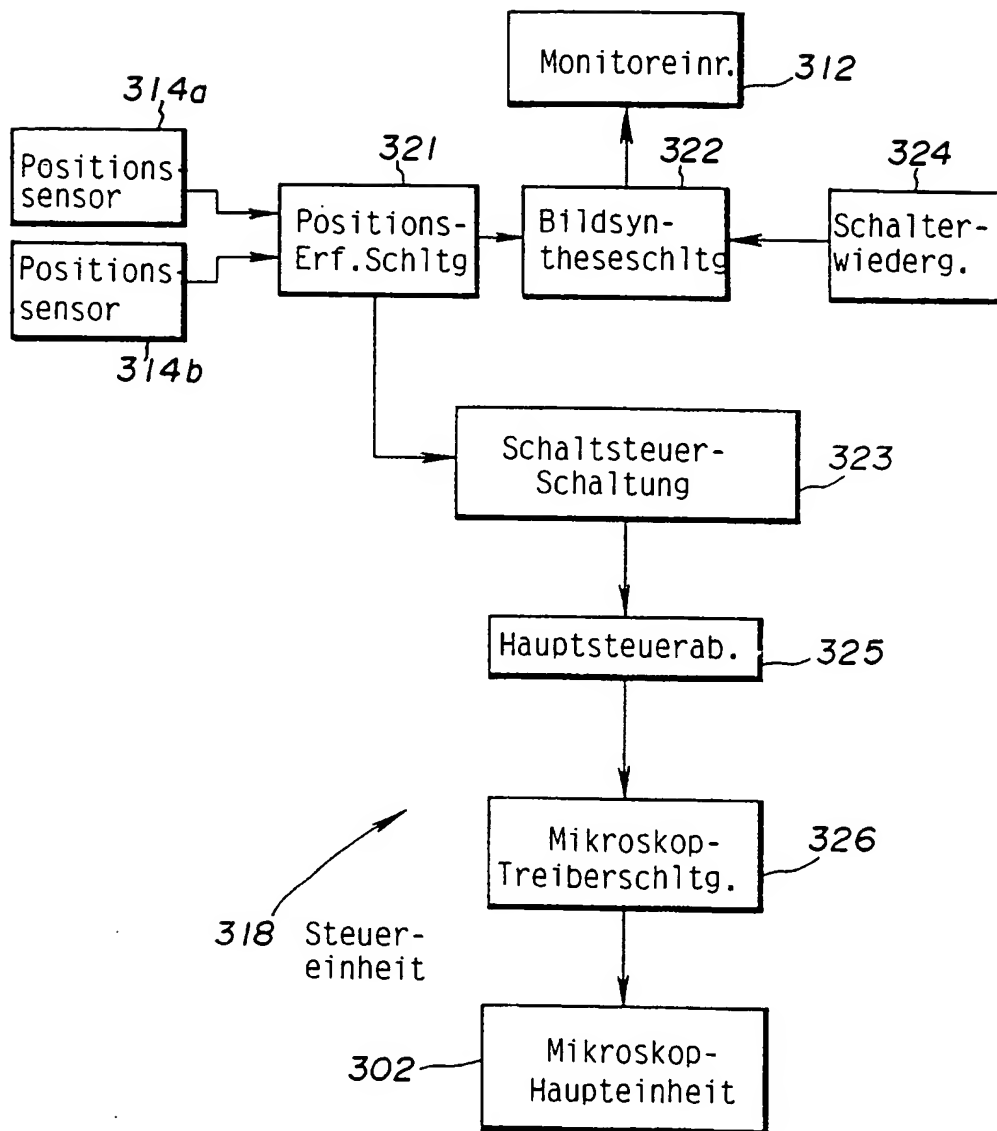 Monitoreinr.
312
314a
Positions-
sensor
321
Positions-
Erf.Schltg
322
Bildsyn-
theseschltg
324
Schalter-
wiederg.
Positions-
sensor
314b
Schaltsteuer-
Schaltung
323
Hauptsteuerab.
325
Mikroskop-
Treiberschltg.
326
318 Steuer-
einheit
302
Mikroskop-
Haupteinheit